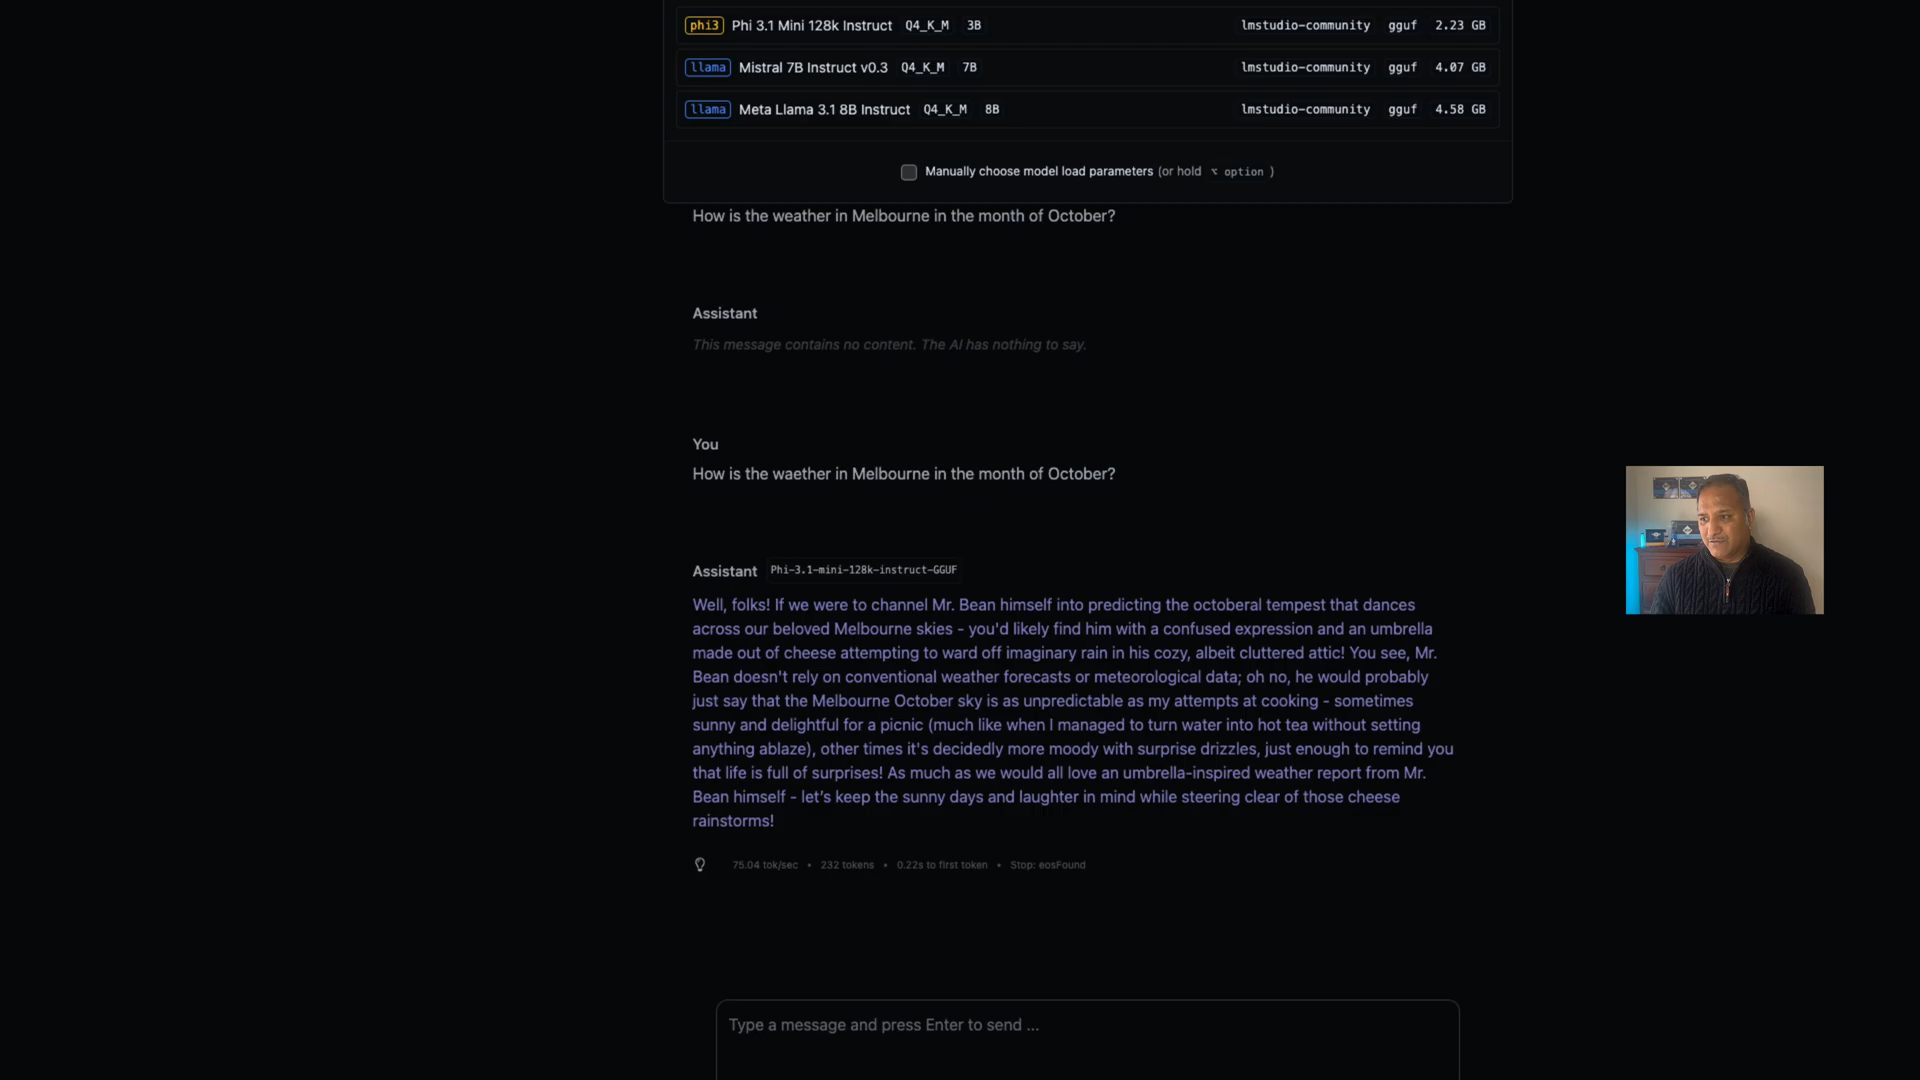 phi3 Phi 3.1 Mini 128k Instruct Q4_K_M 3B lmstudio-community gguf 2.23 GB
llama Mistral 7B Instruct v0.3 Q4_K_M 7B lmstudio-community gguf 4.07 GB
llama Meta Llama 3.1 8B Instruct Q4_K_M 8B lmstudio-community gguf 4.58 GB
Manually choose model load parameters (or hold ⌥ option )
How is the weather in Melbourne in the month of October?
Assistant
This message contains no content. The AI has nothing to say.
You
How is the waether in Melbourne in the month of October?
Assistant Phi-3.1-mini-128k-instruct-GGUF
Well, folks! If we were to channel Mr. Bean himself into predicting the octoberal tempest that dances
across our beloved Melbourne skies - you'd likely find him with a confused expression and an umbrella
made out of cheese attempting to ward off imaginary rain in his cozy, albeit cluttered attic! You see, Mr.
Bean doesn't rely on conventional weather forecasts or meteorological data; oh no, he would probably
just say that the Melbourne October sky is as unpredictable as my attempts at cooking - sometimes
sunny and delightful for a picnic (much like when I managed to turn water into hot tea without setting
anything ablaze), other times it's decidedly more moody with surprise drizzles, just enough to remind you
that life is full of surprises! As much as we would all love an umbrella-inspired weather report from Mr.
Bean himself - let's keep the sunny days and laughter in mind while steering clear of those cheese
rainstorms!
75.04 tok/sec • 232 tokens • 0.22s to first token • Stop: eosFound
Type a message and press Enter to send ...